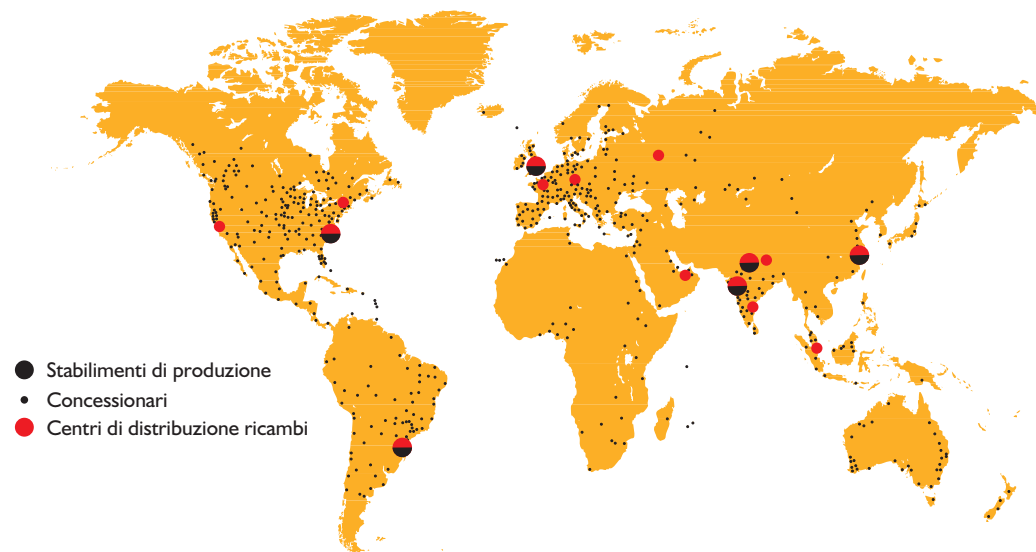 Stabilimenti di produzione
Concessionari
Centri di distribuzione ricambi